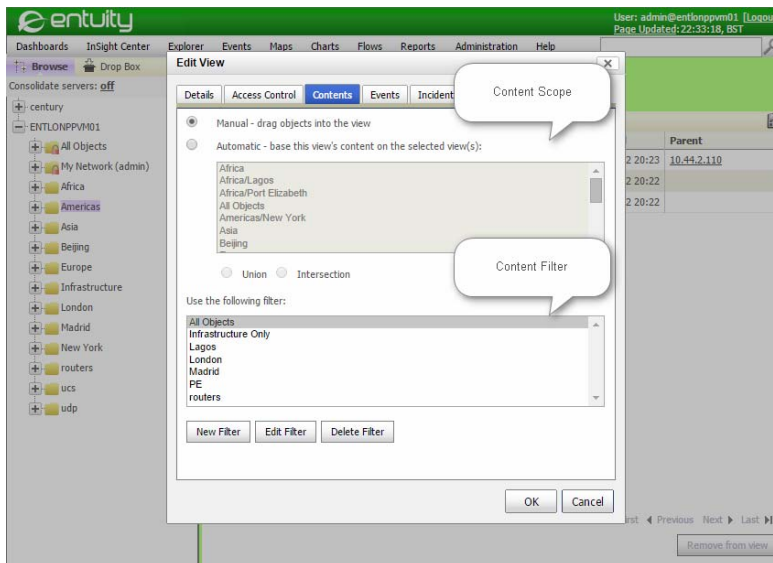 entuity
User: admin@entlonppvm01 [Logou
Page Updated: 22:33:18, BST
Dashboards InSight Center Explorer Events Maps Charts Flows Reports Administration Help
Browse Drop Box
Consolidate servers: off
century
ENTLONPPVM01
All Objects
My Network (admin)
Africa
Americas
Asia
Beijing
Europe
Infrastructure
London
Madrid
New York
routers
ucs
udp
Edit View
Details Access Control Contents Events Incident
Content Scope
Manual - drag objects into the view
Automatic - base this view's content on the selected view(s):
Africa
Africa/Lagos
Africa/Port Elizabeth
All Objects
Americas/New York
Asia
Beijing
Union Intersection
Content Filter
Use the following filter:
All Objects
Infrastructure Only
Lagos
London
Madrid
PE
routers
New Filter Edit Filter Delete Filter
OK Cancel
Parent
2 20:23 10.44.2.110
2 20:22
2 20:22
rst Previous Next Last
Remove from view